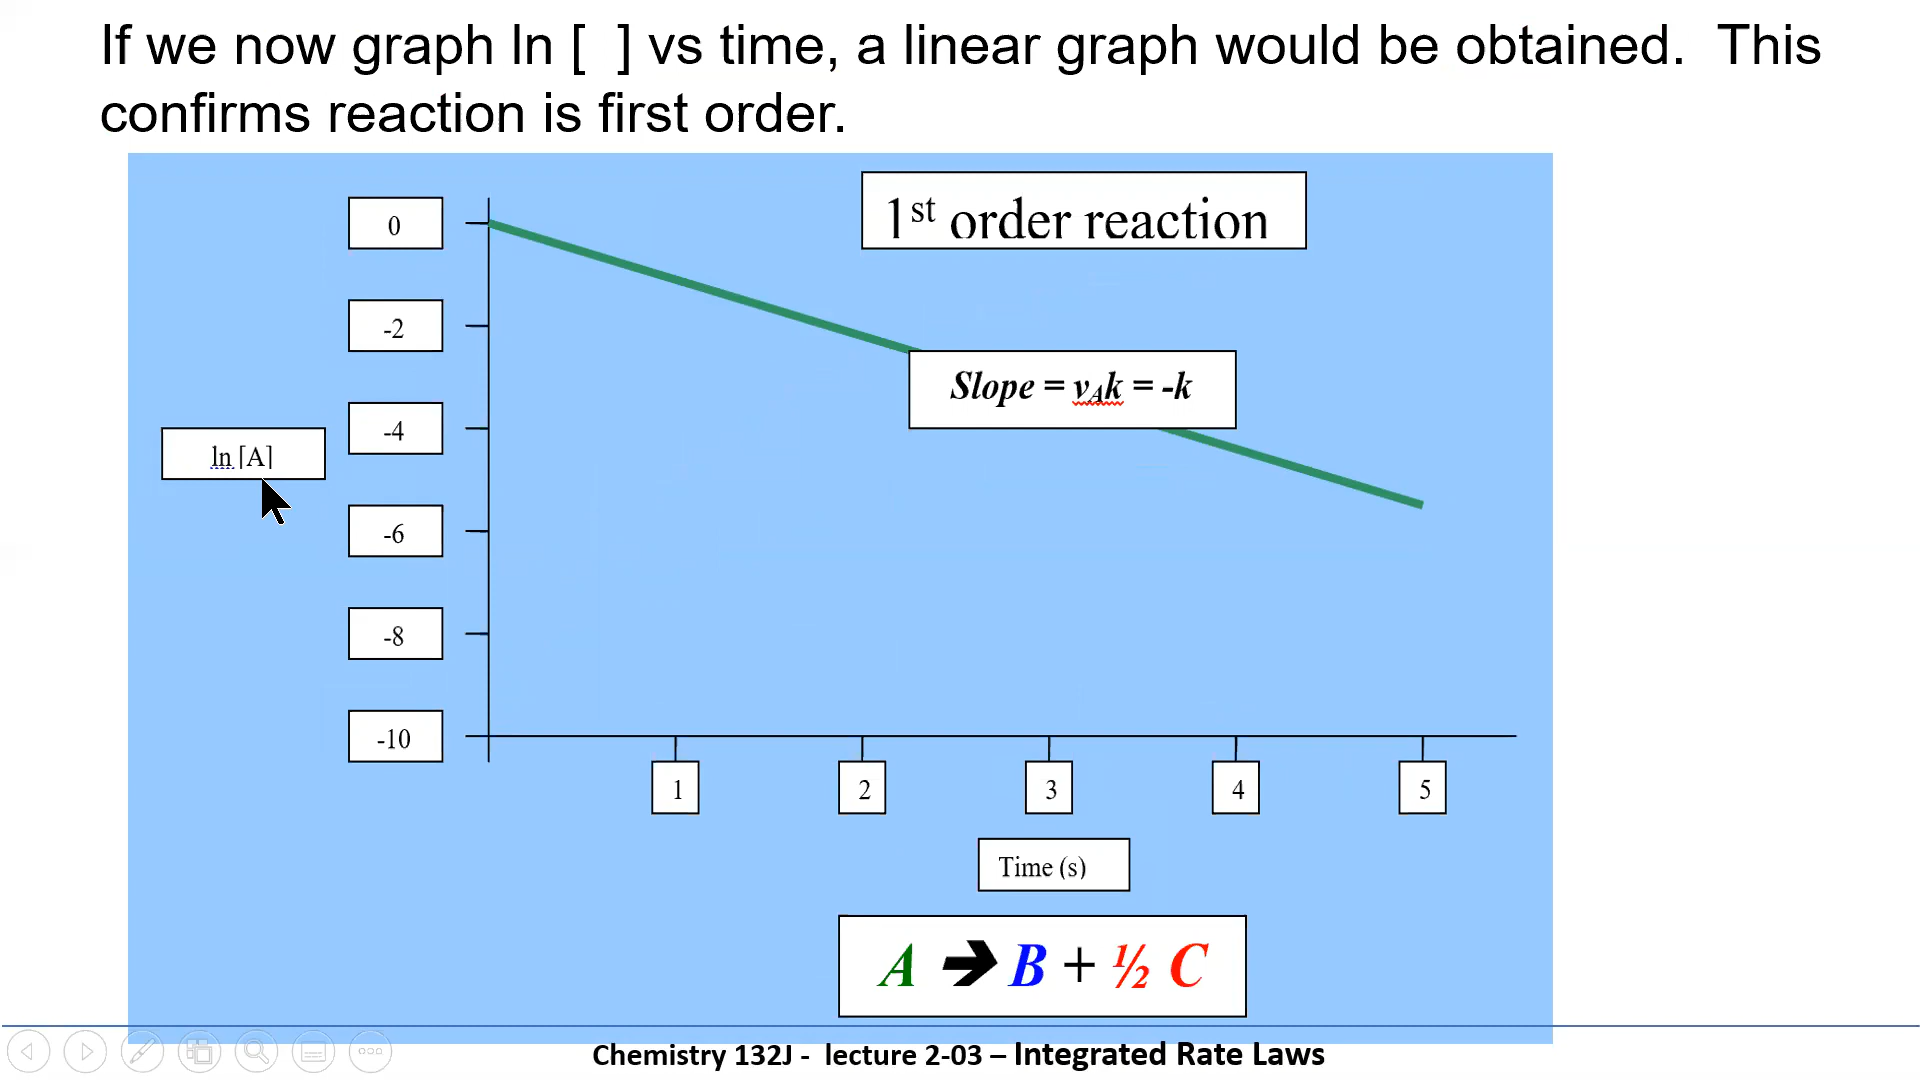 If we now graph ln [ ] vs time, a linear graph would be obtained. This
confirms reaction is first order.
1st order reaction
0
-2
Slope = vAk = -k
-4
ln [A]
-6
-8
-10
1 2 3 4 5
Time (s)
A ➔ B + ½ C
Chemistry 132J - lecture 2-03 – Integrated Rate Laws